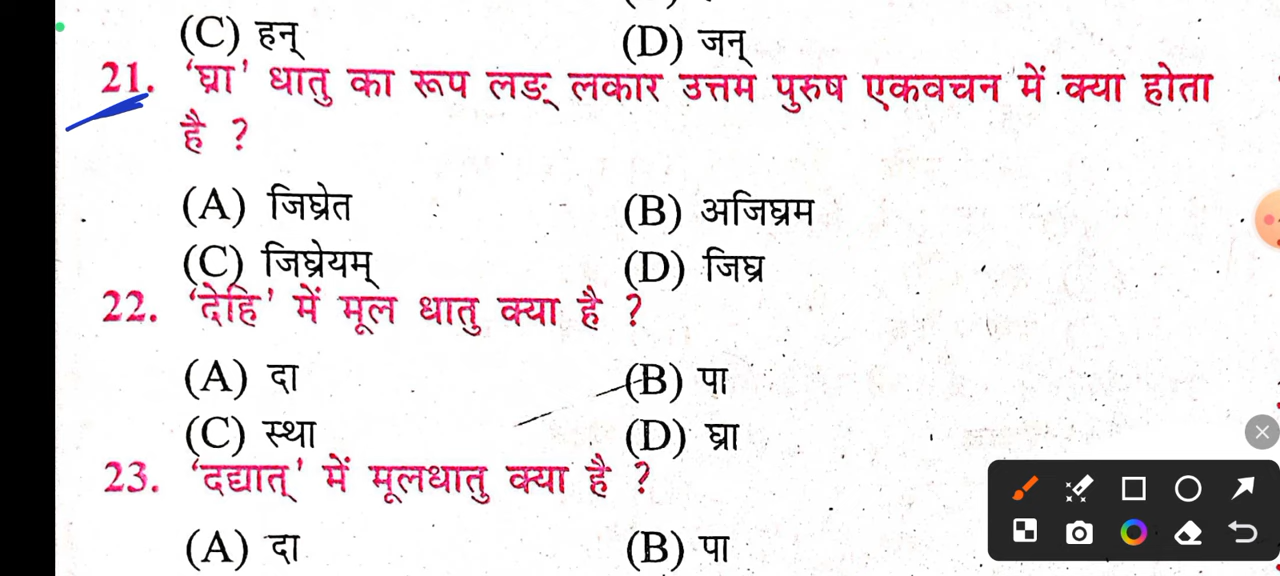 (C) हन् (D) जन्
21. 'घ्रा' धातु का रूप लङ् लकार उत्तम पुरुष एकवचन में क्या होता
है ?
(A) जिघ्रेत (B) अजिघ्रम
(C) जिघ्रेयम् (D) जिघ्र
22. 'देहि' में मूल धातु क्या है ?
(A) दा (B) पा
(C) स्था (D) घ्रा
23. 'दद्यात्' में मूलधातु क्या है ?
(A) दा (B) पा